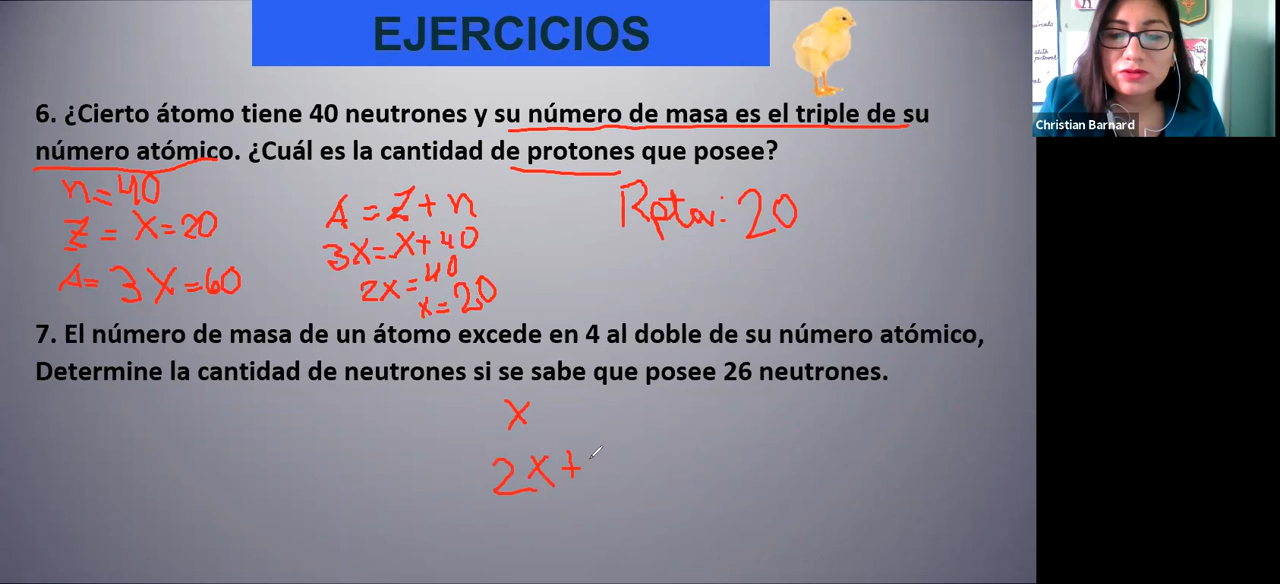 EJERCICIOS
6. ¿Cierto átomo tiene 40 neutrones y su número de masa es el triple de su
número atómico. ¿Cuál es la cantidad de protones que posee?
n=40
Z = X=20
A= 3X=60
A = Z+n
3X=X+40
2X=40
X=20
Rpta: 20
7. El número de masa de un átomo excede en 4 al doble de su número atómico,
Determine la cantidad de neutrones si se sabe que posee 26 neutrones.
X
2X+
Christian Barnard